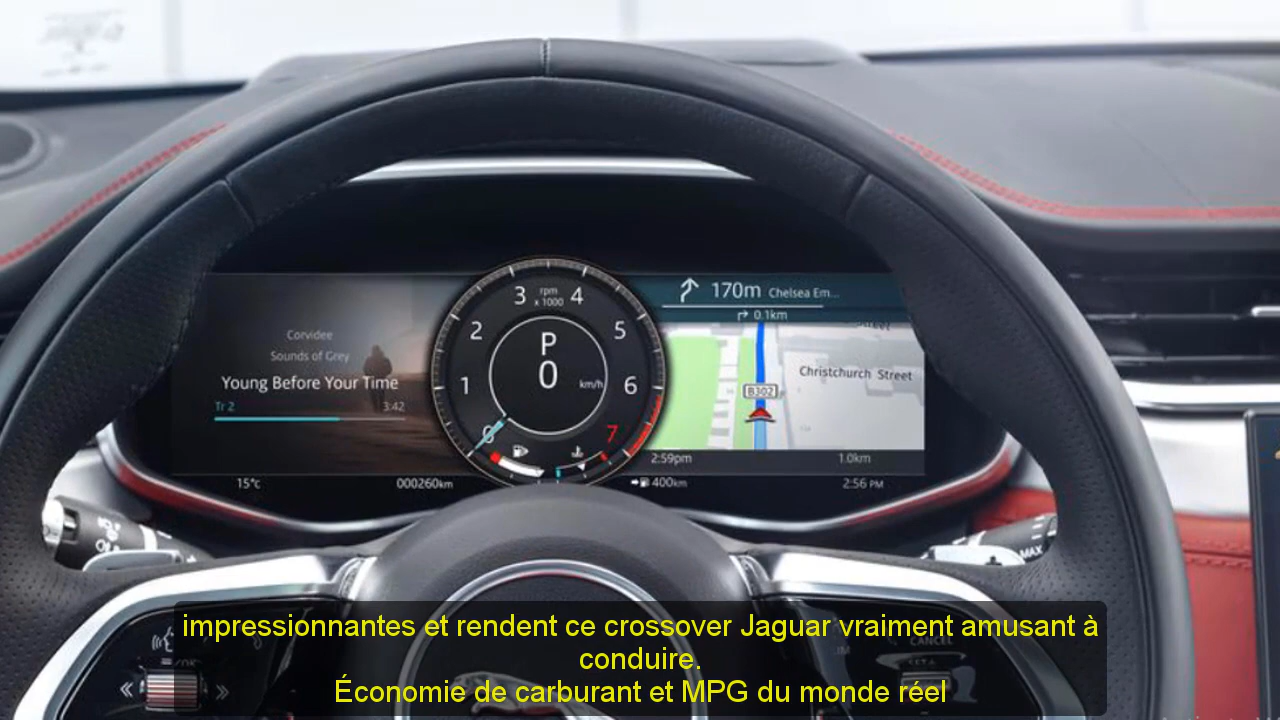 170m Chelsea Em...
0.1km
3 rpm x 1000 4
2 5
1 6
0 7
P
0 km/h
Corvidee
Sounds of Grey
Young Before Your Time
Tr 2 3:42
Christchurch Street
B302
2:59pm 1.0km
15°c 000260km 400km 2:56 PM
MAX
CANCEL
impressionnantes et rendent ce crossover Jaguar vraiment amusant à
conduire.
Économie de carburant et MPG du monde réel